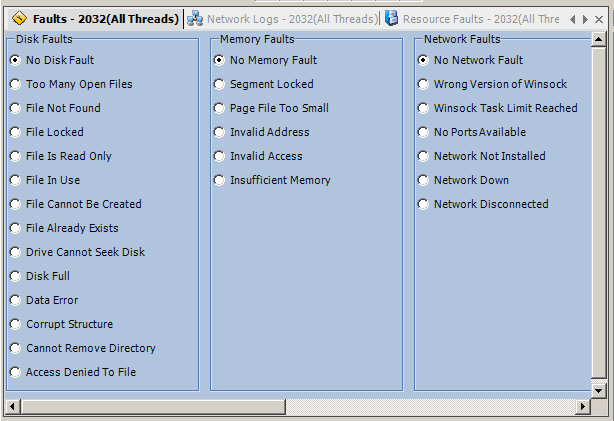 Faults - 2032(All Threads)
Network Logs - 2032(All Threads)
Resource Faults - 2032(All Thre
Disk Faults
No Disk Fault
Too Many Open Files
File Not Found
File Locked
File Is Read Only
File In Use
File Cannot Be Created
File Already Exists
Drive Cannot Seek Disk
Disk Full
Data Error
Corrupt Structure
Cannot Remove Directory
Access Denied To File
Memory Faults
No Memory Fault
Segment Locked
Page File Too Small
Invalid Address
Invalid Access
Insufficient Memory
Network Faults
No Network Fault
Wrong Version of Winsock
Winsock Task Limit Reached
No Ports Available
Network Not Installed
Network Down
Network Disconnected